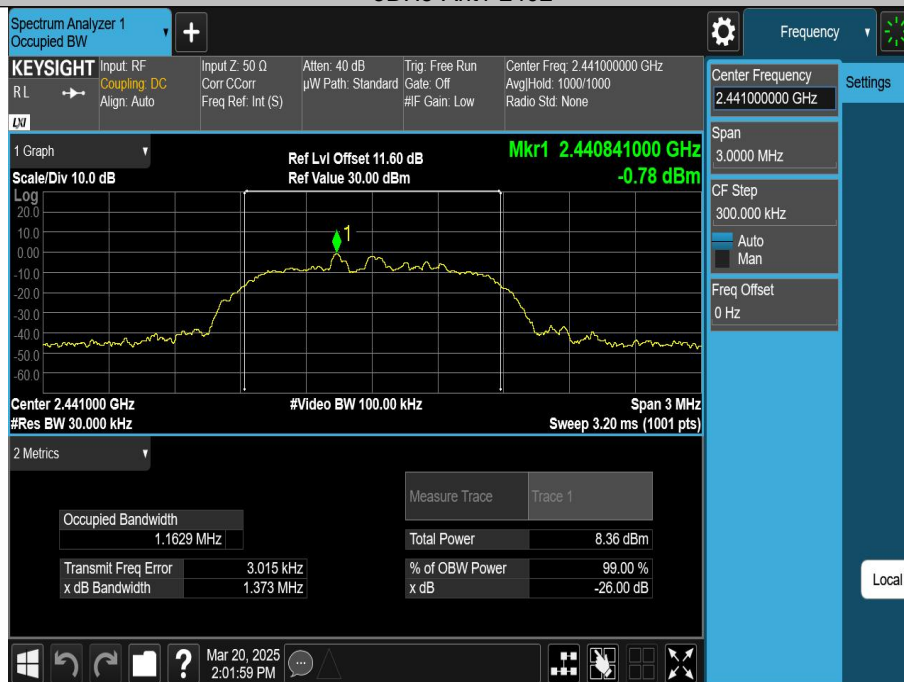 Spectrum Analyzer 1
Occupied BW
+
Frequency
KEYSIGHT
RL
LXI
Input: RF
Coupling: DC
Align: Auto
Input Z: 50 Ω
Corr CCorr
Freq Ref: Int (S)
Atten: 40 dB
µW Path: Standard
Trig: Free Run
Gate: Off
#IF Gain: Low
Center Freq: 2.441000000 GHz
Avg|Hold: 1000/1000
Radio Std: None
Center Frequency
2.441000000 GHz
Settings
Span
3.0000 MHz
CF Step
300.000 kHz
Auto
Man
Freq Offset
0 Hz
Local
1 Graph
Scale/Div 10.0 dB
Ref Lvl Offset 11.60 dB
Ref Value 30.00 dBm
Mkr1 2.440841000 GHz
-0.78 dBm
Log
20.0
10.0
0.00
-10.0
-20.0
-30.0
-40.0
-50.0
-60.0
1
Center 2.441000 GHz
#Video BW 100.00 kHz
Span 3 MHz
#Res BW 30.000 kHz
Sweep 3.20 ms (1001 pts)
2 Metrics
Measure Trace
Trace 1
Occupied Bandwidth
1.1629 MHz
Total Power 8.36 dBm
Transmit Freq Error 3.015 kHz
% of OBW Power 99.00 %
x dB Bandwidth 1.373 MHz
x dB -26.00 dB
?
Mar 20, 2025
2:01:59 PM